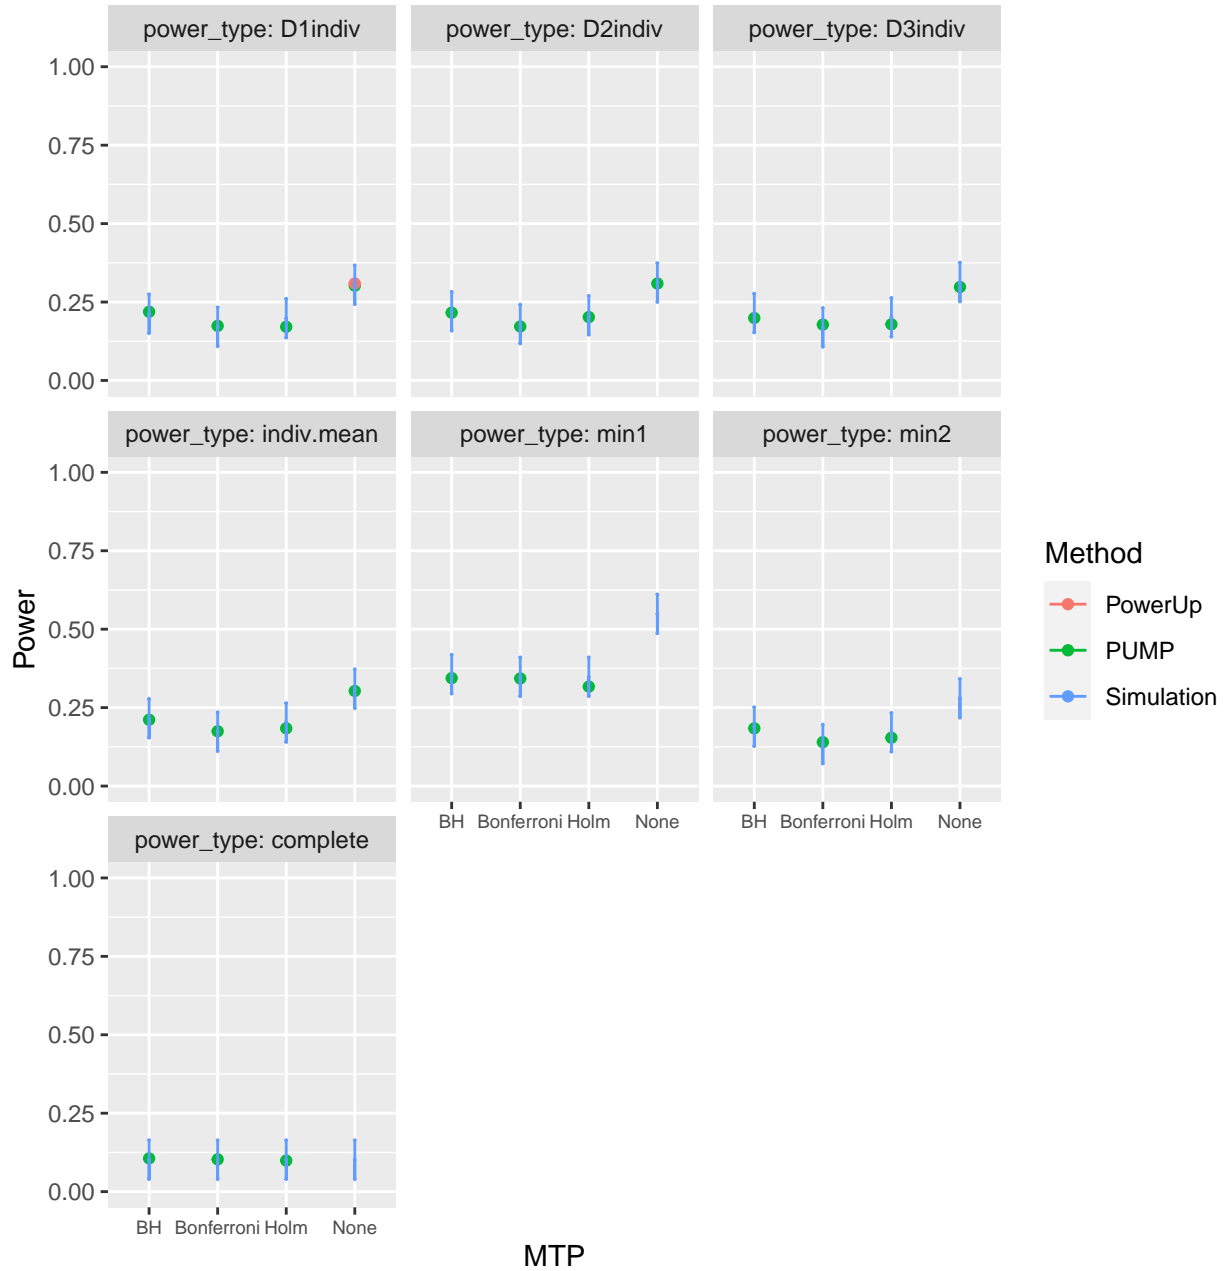 power_type: D1indiv power_type: D2indiv power_type: D3indiv
1.00
0.75
0.50
0.25
0.00
power_type: indiv.mean power_type: min1 power_type: min2
1.00
0.75
0.50
0.25
0.00
BH Bonferroni Holm None BH Bonferroni Holm None
power_type: complete
1.00
0.75
0.50
0.25
0.00
BH Bonferroni Holm None
MTP
Power
Method
PowerUp
PUMP
Simulation